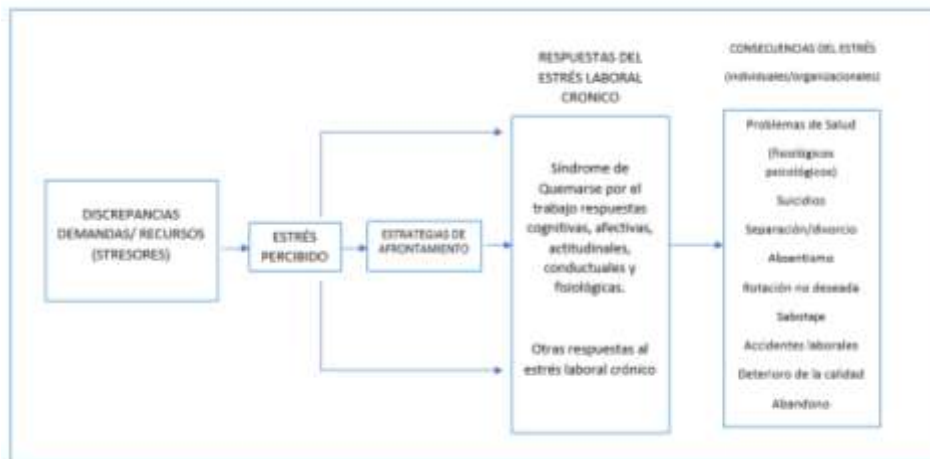 DISCREPANCIAS
DEMANDAS/ RECURSOS
(STRESORES)
ESTRÉS
PERCIBIDO
ESTRATEGIAS DE
AFRONTAMIENTO
RESPUESTAS DEL
ESTRÉS LABORAL
CRONICO
Síndrome de
Quemarse por el
trabajo respuestas
cognitivas, afectivas,
actitudinales,
conductuales y
fisiológicas.
Otras respuestas al
estrés laboral crónico
CONSECUENCIAS DEL ESTRÉS
(individuales/organizacionales)
Problemas de Salud
(fisiológicos
psicológicos)
Suicidios
Separación/divorcio
Absentismo
Rotación no deseada
Sabotaje
Accidentes laborales
Deterioro de la calidad
Abandono